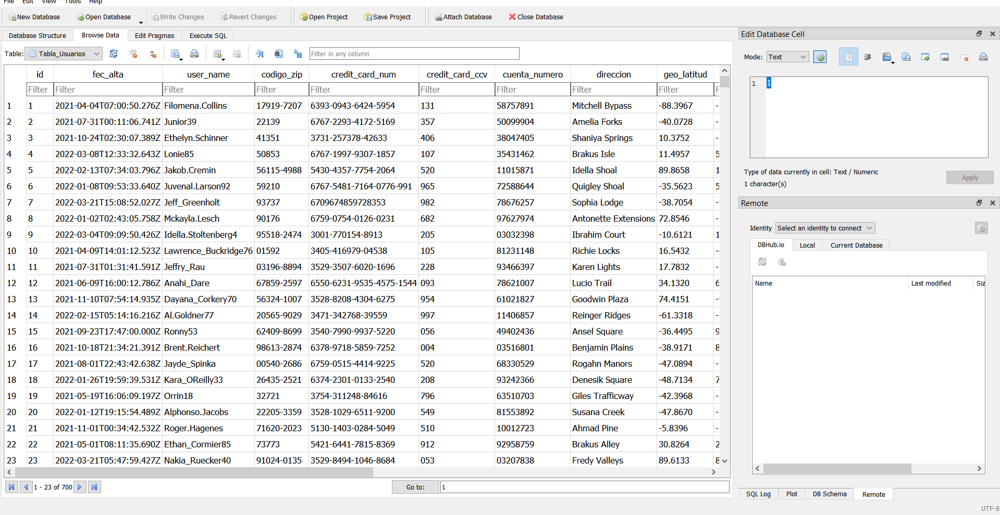 File Edit View Tools Help
New Database Open Database Write Changes Revert Changes Open Project Save Project Attach Database Close Database
Database Structure Browse Data Edit Pragmas Execute SQL
Table: Tabla_Usuarios Filter in any column
id fec_alta user_name codigo_zip credit_card_num credit_card_ccv cuenta_numero direccion geo_latitud
Filter Filter Filter Filter Filter Filter Filter Filter Filter F
1 1 2021-04-04T07:00:50.276Z Filomena.Collins 17919-7207 6393-0943-6424-5954 131 58757891 Mitchell Bypass -88.3967 -
2 2 2021-07-31T00:11:06.741Z Junior39 22139 6767-2293-4172-5169 357 50099904 Amelia Forks -40.0728 -
3 3 2021-10-24T02:30:07.389Z Ethelyn.Schinner 41351 3731-257378-42633 406 38047405 Shaniya Springs 10.3752 -
4 4 2022-03-08T12:33:32.643Z Lonie85 50853 6767-1997-9307-1857 107 35431462 Brakus Isle 11.4957 5
5 5 2022-02-13T07:34:03.796Z Jakob.Cremin 56115-4988 5430-4357-7754-2064 520 11015871 Idella Shoal 89.8658 1
6 6 2022-01-08T09:53:33.640Z Juvenal.Larson92 59210 6767-5481-7164-0776-991 965 72588644 Quigley Shoal -35.5623 5
7 7 2022-03-21T15:08:52.027Z Jeff_Greenholt 93737 6709674859728353 982 78676257 Sophia Lodge -38.7054 -
8 8 2022-01-02T02:43:05.758Z Mckayla.Lesch 90176 6759-0754-0126-0231 682 97627974 Antonette Extensions 72.8546 -
9 9 2022-03-04T09:09:50.426Z Idella.Stoltenberg4 95518-2474 3001-770154-8913 205 03032398 Ibrahim Court -10.6121 1
10 10 2021-04-09T14:01:12.523Z Lawrence_Buckridge76 01592 3405-416979-04538 105 81231148 Richie Locks 16.5432 -
11 11 2021-07-31T01:31:41.591Z Jeffry_Rau 03196-8894 3529-3507-6020-1696 228 93466397 Karen Lights 17.7832 -
12 12 2021-06-09T16:00:12.786Z Anahi_Dare 67859-2597 6550-6231-9535-4575-1544 093 78621007 Lucio Trail 34.1320 6
13 13 2021-11-10T07:54:14.935Z Dayana_Corkery70 56324-1007 3528-8208-4304-6275 954 61021827 Goodwin Plaza 74.4151 -
14 14 2022-02-15T05:14:16.216Z Al.Goldner77 20565-9029 3471-342768-39559 997 11406857 Reinger Ridges -61.3318 -
15 15 2021-09-23T17:47:00.000Z Ronny53 62409-8699 3540-7990-9937-5220 056 49402436 Ansel Square -36.4495 9
16 16 2021-10-18T21:34:21.391Z Brent.Reichert 98613-2874 6378-9718-5859-7252 004 03516801 Benjamin Plains -38.9171 8
17 17 2021-08-01T22:43:42.638Z Jayde_Spinka 00540-2686 6759-0515-4414-9225 520 68330529 Rogahn Manors -47.0894 -
18 18 2022-01-26T19:59:39.531Z Kara_OReilly33 26435-2521 6374-2301-0133-2540 208 93242366 Denesik Square -48.7134 7
19 19 2021-05-19T16:06:09.197Z Orrin18 32721 3754-311248-84616 796 63510703 Giles Trafficway -42.3968 -
20 20 2022-01-12T19:15:54.489Z Alphonso.Jacobs 22205-3359 3528-1029-6511-9200 549 81553892 Susana Creek -47.8670 -
21 21 2021-11-01T00:34:42.532Z Roger.Hagenes 71620-2023 5130-1403-0284-5049 510 10012723 Ahmad Pine -5.8396 -
22 22 2021-05-01T08:11:35.690Z Ethan_Cormier85 73773 5421-6441-7815-8369 912 92958759 Brakus Alley 30.8264 2
23 23 2022-03-21T05:47:59.427Z Nakia_Ruecker40 91024-0135 3529-8494-1046-8684 053 03207838 Fredy Valleys 89.6133 8
1 - 23 of 700 Go to: 1
Edit Database Cell
Mode: Text
1 1
Type of data currently in cell: Text / Numeric
1 character(s)
Apply
Remote
Identity Select an identity to connect
DBHub.io Local Current Database
Name Last modified Siz
SQL Log Plot DB Schema Remote
UTF-8